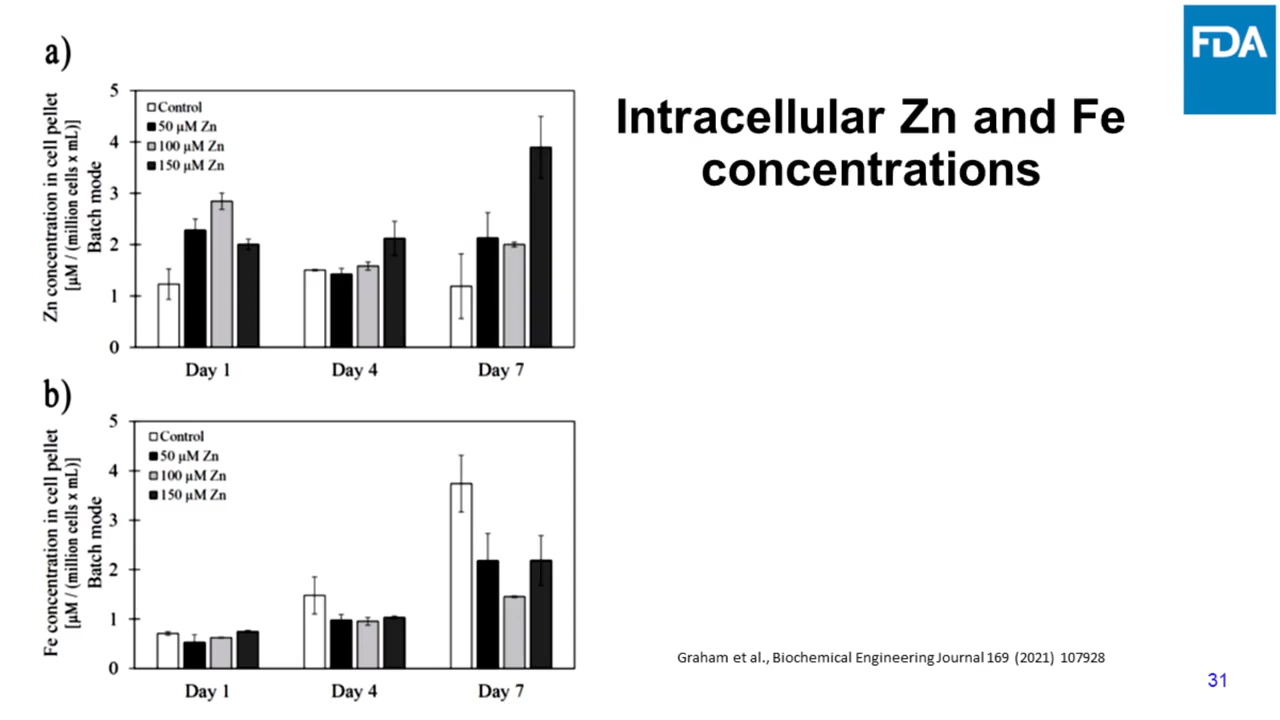 FDA
Intracellular Zn and Fe
concentrations
a)
Zn concentration in cell pellet
[µM / (million cells x mL)]
Batch mode
5
4
3
2
1
0
Control
50 µM Zn
100 µM Zn
150 µM Zn
Day 1
Day 4
Day 7
b)
Fe concentration in cell pellet
[µM / (million cells x mL)]
Batch mode
5
4
3
2
1
0
Control
50 µM Zn
100 µM Zn
150 µM Zn
Day 1
Day 4
Day 7
Graham et al., Biochemical Engineering Journal 169 (2021) 107928
31